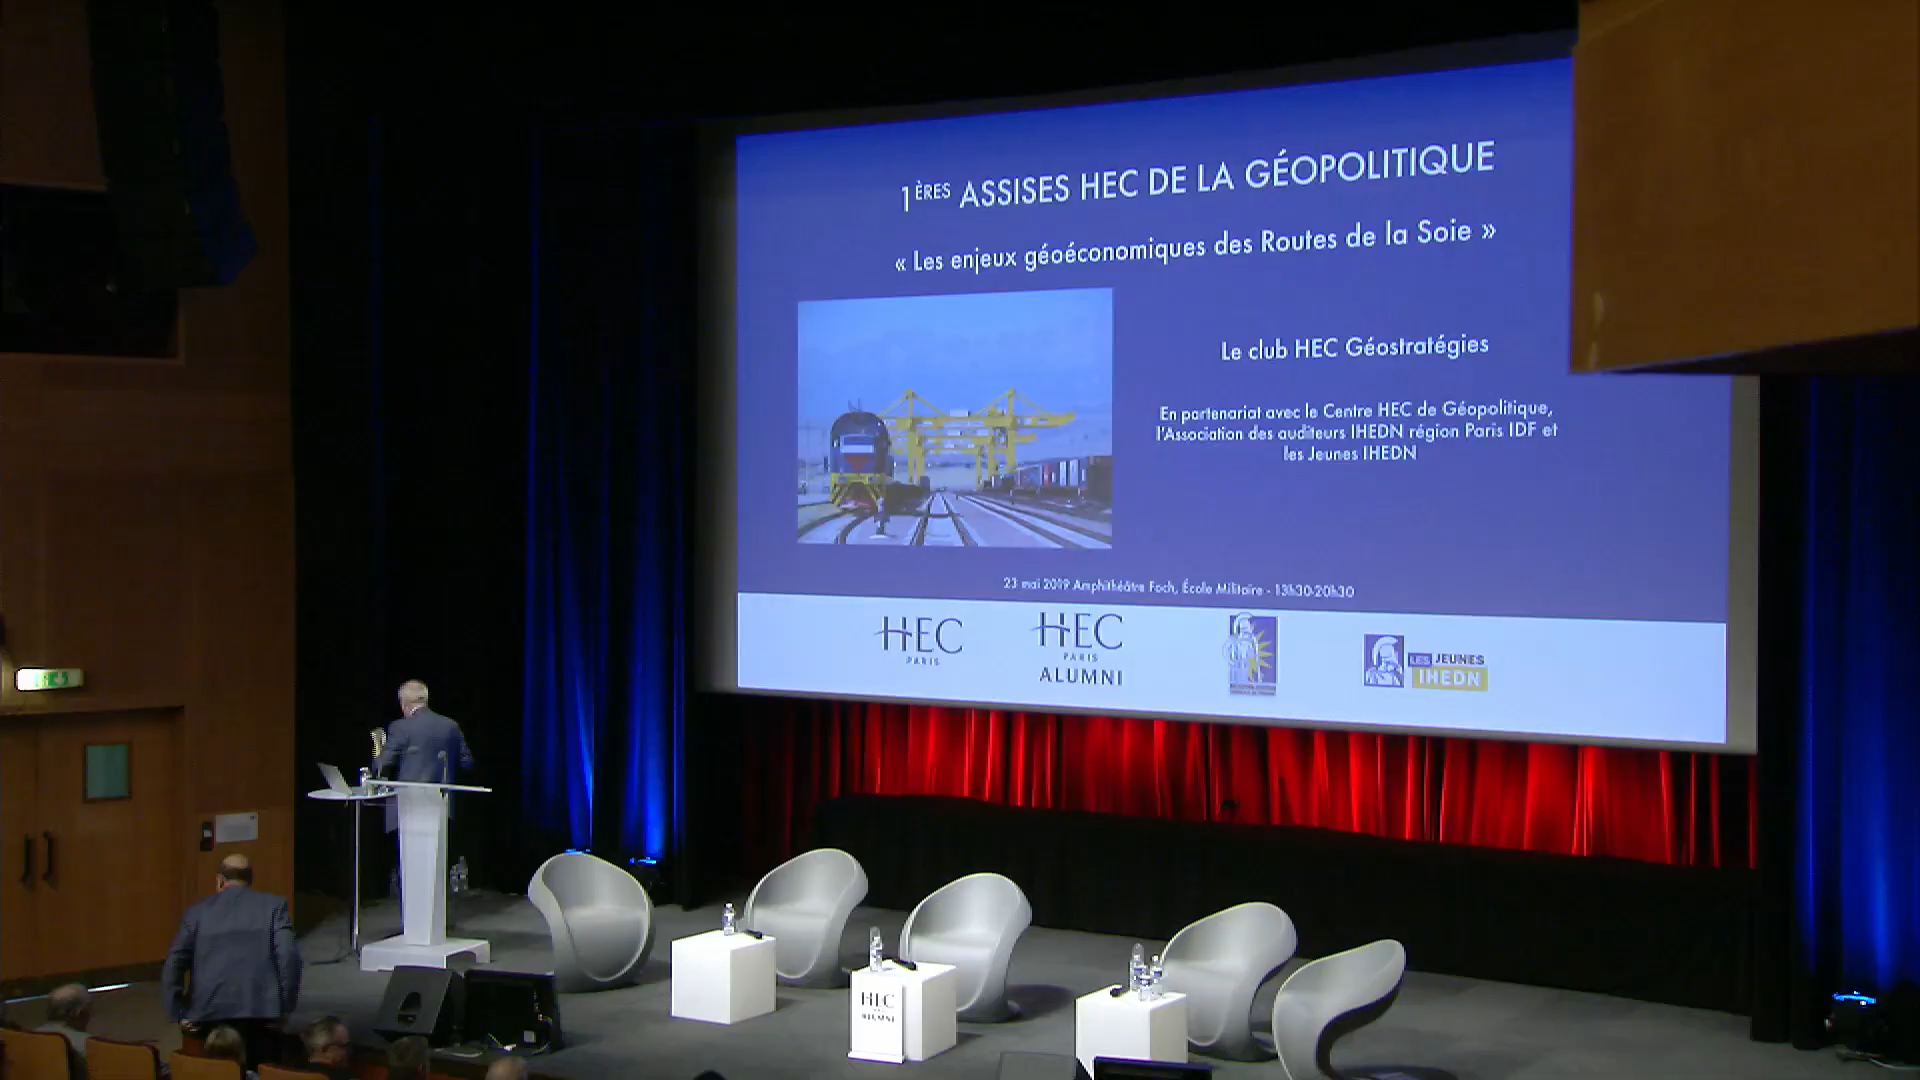 1ÈRES ASSISES HEC DE LA GÉOPOLITIQUE
« Les enjeux géoéconomiques des Routes de la Soie »
Le club HEC Géostratégies
En partenariat avec le Centre HEC de Géopolitique,
l'Association des auditeurs IHEDN région Paris IDF et
les Jeunes IHEDN
23 mai 2019 Amphithéâtre Foch, École Militaire - 13h30-20h30
HEC
PARIS
HEC
PARIS
ALUMNI
LES JEUNES
IHEDN
HEC
ALUMNI